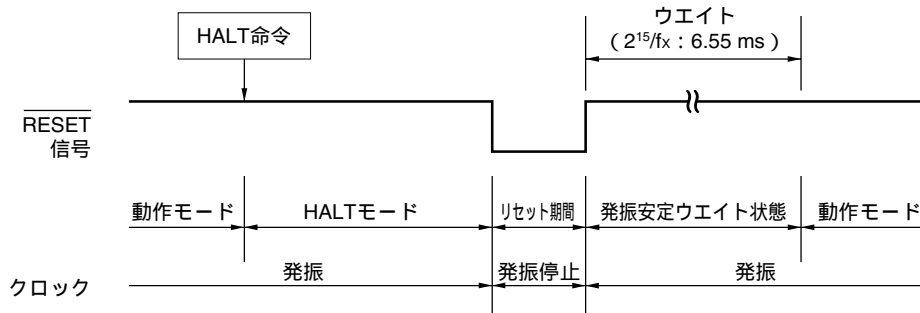 ウエイト
HALT命令
（2¹⁵/fx : 6.55 ms）
RESET
信号
動作モード HALTモード リセット期間 発振安定ウエイト状態 動作モード
クロック 発振 発振停止 発振